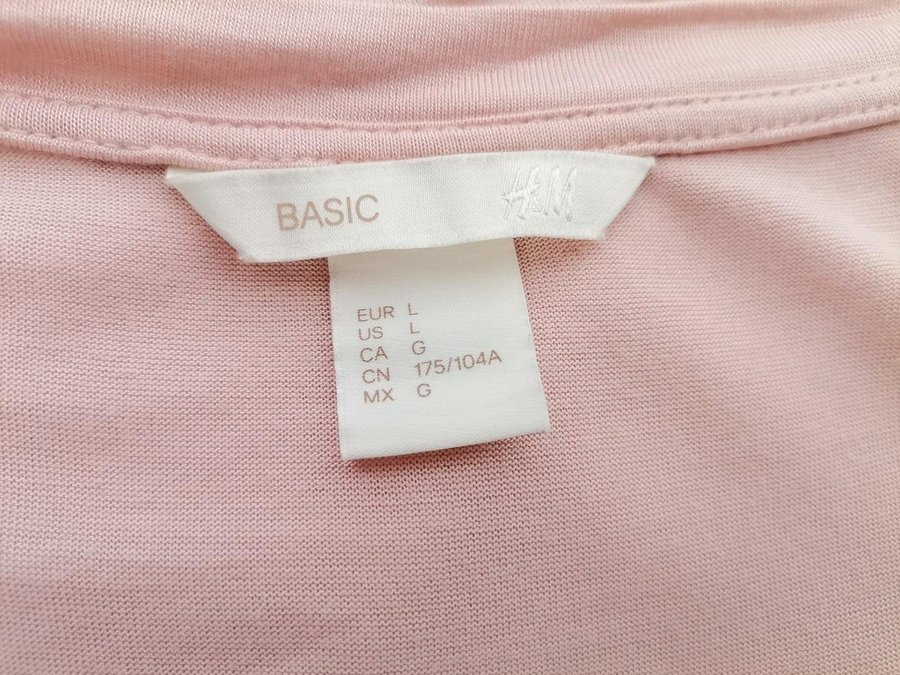 BASIC H&M
EUR L
US L
CA G
CN 175/104A
MX G